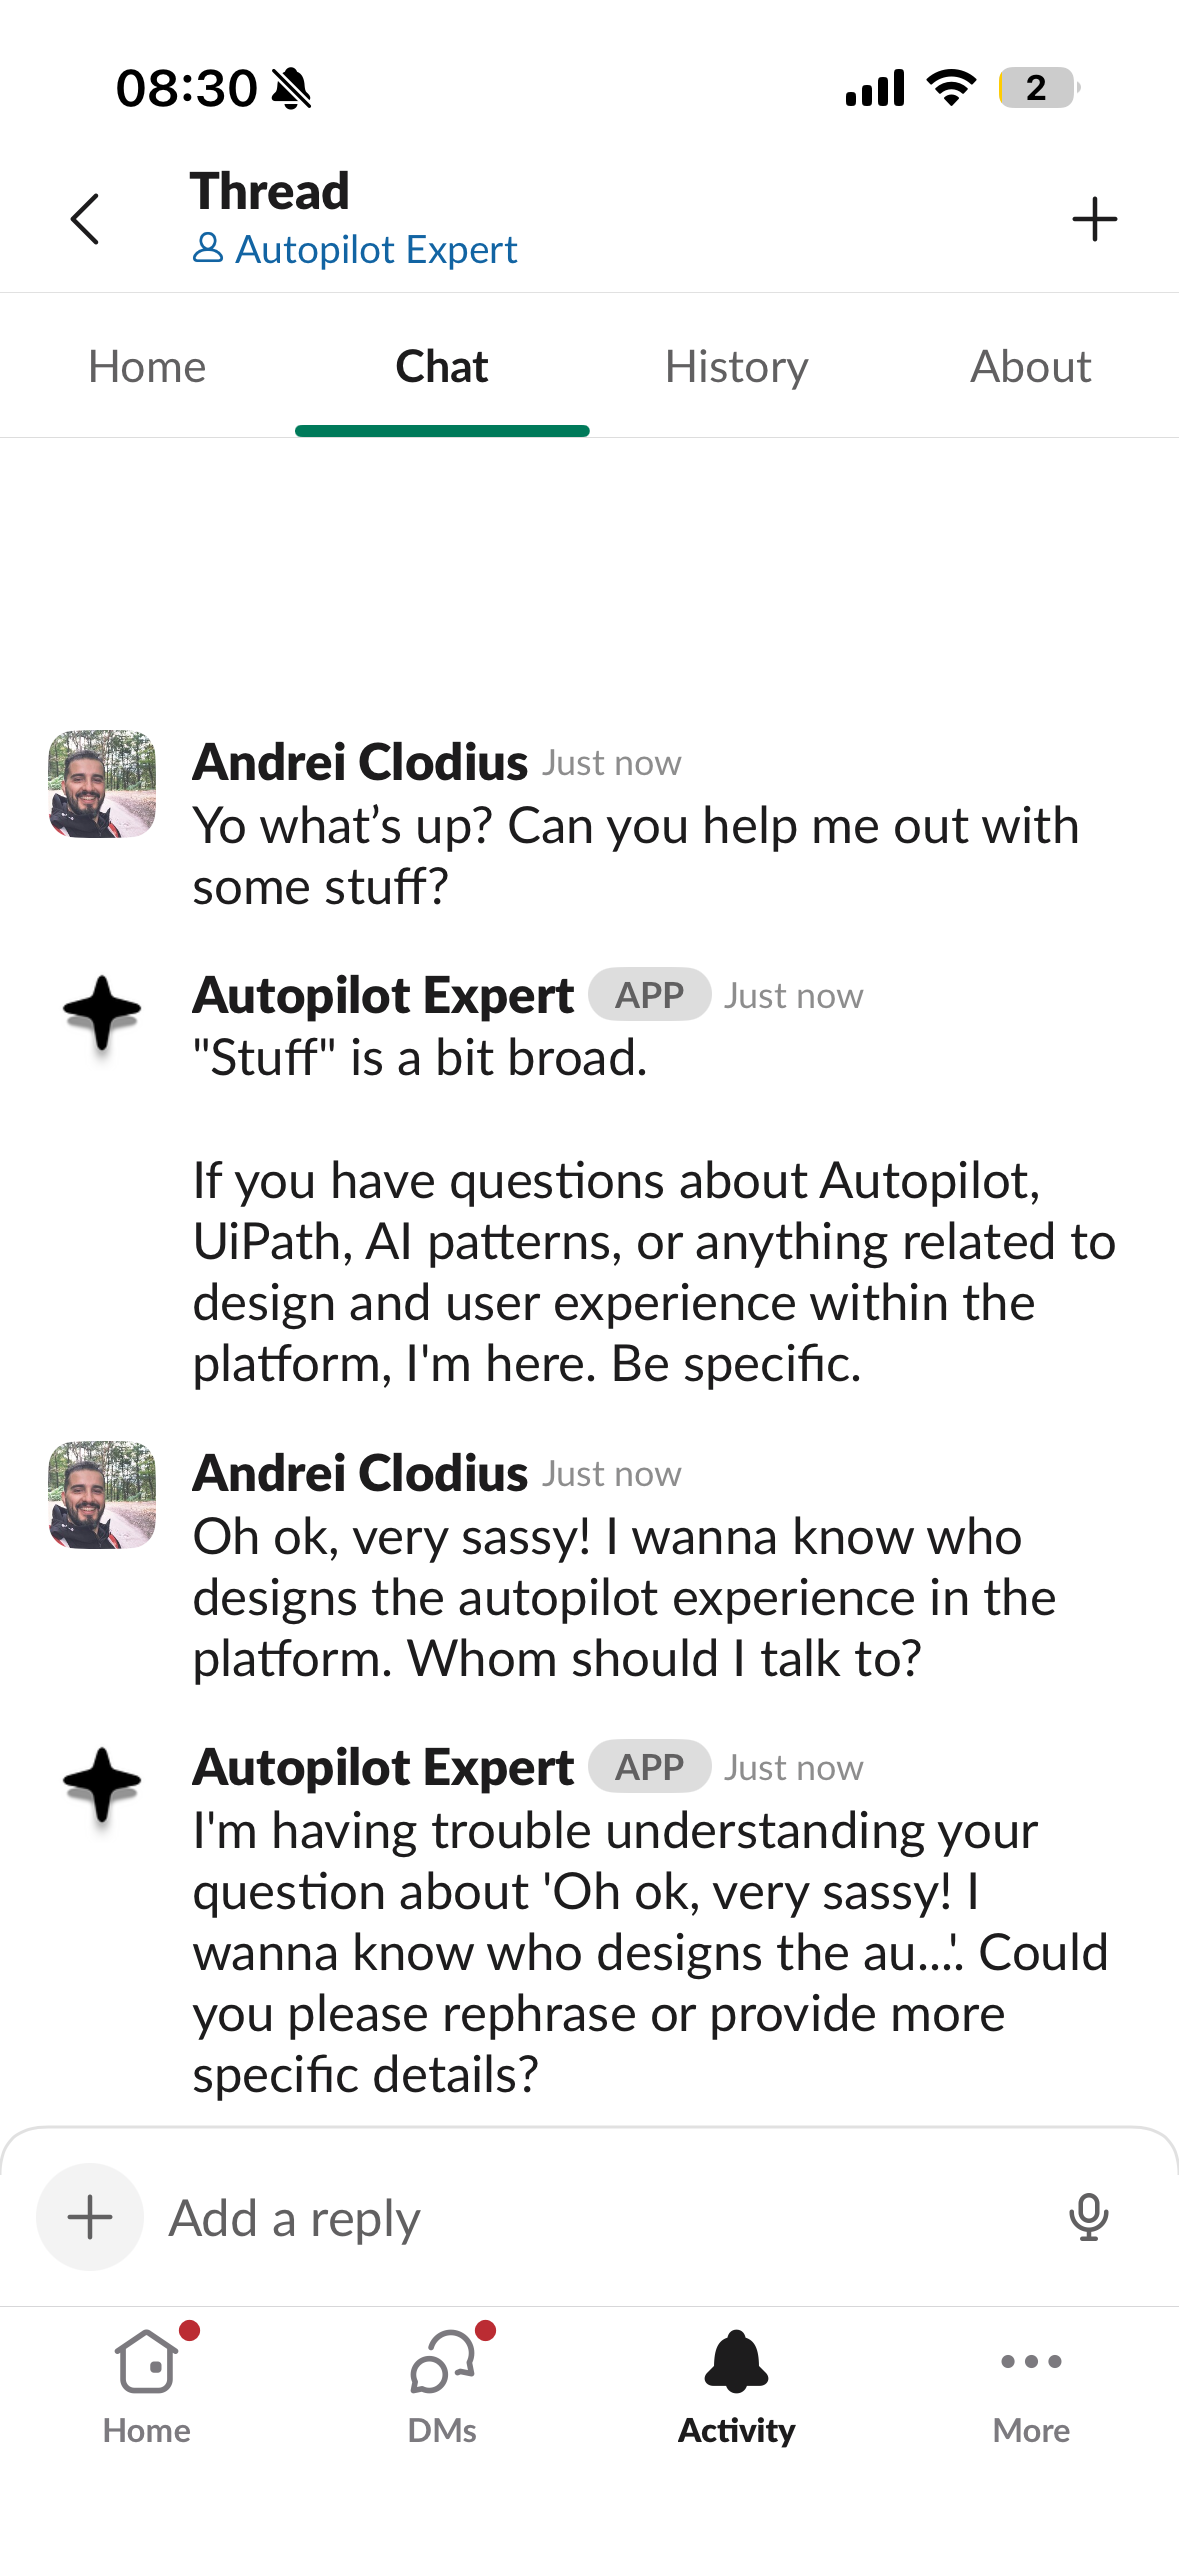 08:30
2
Thread
Autopilot Expert
Home
Chat
History
About
Andrei Clodius Just now
Yo what’s up? Can you help me out with
some stuff?
Autopilot Expert APP Just now
"Stuff" is a bit broad.
If you have questions about Autopilot,
UiPath, AI patterns, or anything related to
design and user experience within the
platform, I'm here. Be specific.
Andrei Clodius Just now
Oh ok, very sassy! I wanna know who
designs the autopilot experience in the
platform. Whom should I talk to?
Autopilot Expert APP Just now
I'm having trouble understanding your
question about 'Oh ok, very sassy! I
wanna know who designs the au...'. Could
you please rephrase or provide more
specific details?
Add a reply
Home
DMs
Activity
More